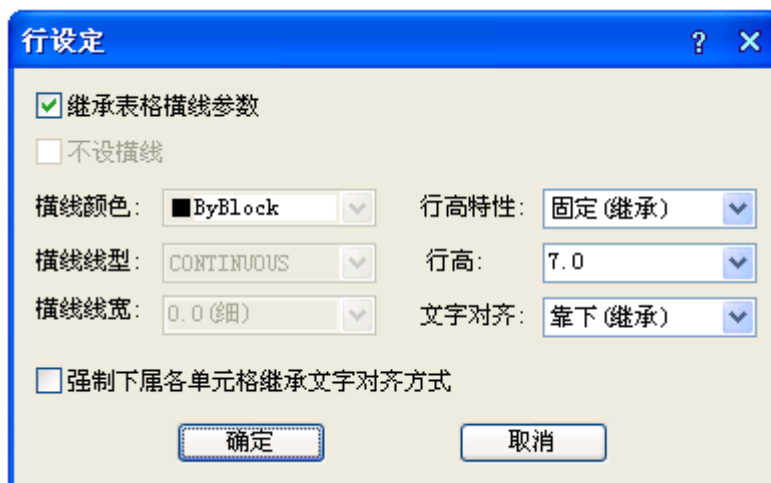 行设定
继承表格横线参数
不设横线
横线颜色: ByBlock 行高特性: 固定(继承)
横线线型: CONTINUOUS 行高: 7.0
横线线宽: 0.0(细) 文字对齐: 靠下(继承)
强制下属各单元格继承文字对齐方式
确定 取消